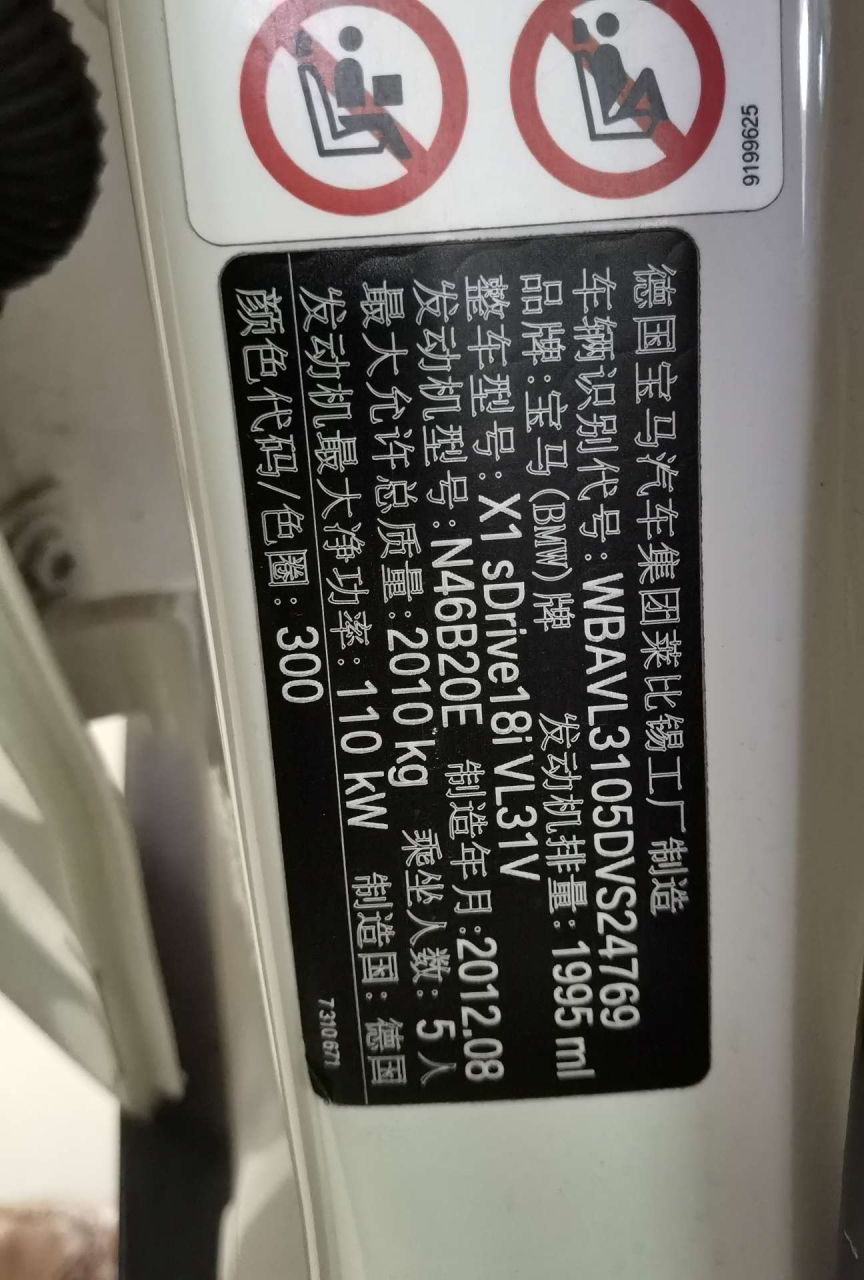 9199625
德国宝马汽车集团莱比锡工厂制造
车辆识别代号: WBAVL3105DVS24769
品牌:宝马(BMW)牌 发动机排量: 1995 ml
整车型号: X1 sDrive18i VL31V
发动机型号: N46B20E 制造年月:2012.08
最大允许总质量: 2010 kg 乘坐人数: 5 人
发动机最大净功率: 110 kW 制造国: 德国
颜色代码/色圈: 300
7310671